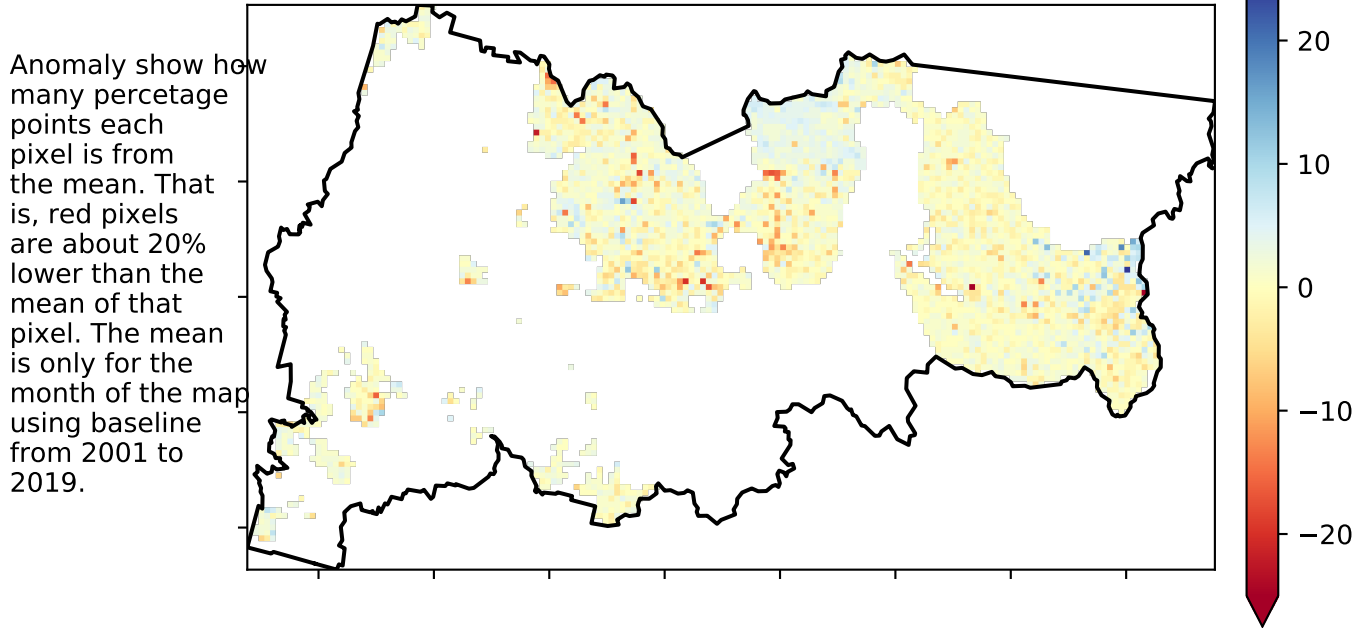 Anomaly show how
many percetage
points each
pixel is from
the mean. That
is, red pixels
are about 20%
lower than the
mean of that
pixel. The mean
is only for the
month of the map
using baseline
from 2001 to
2019.
20
10
0
−10
−20